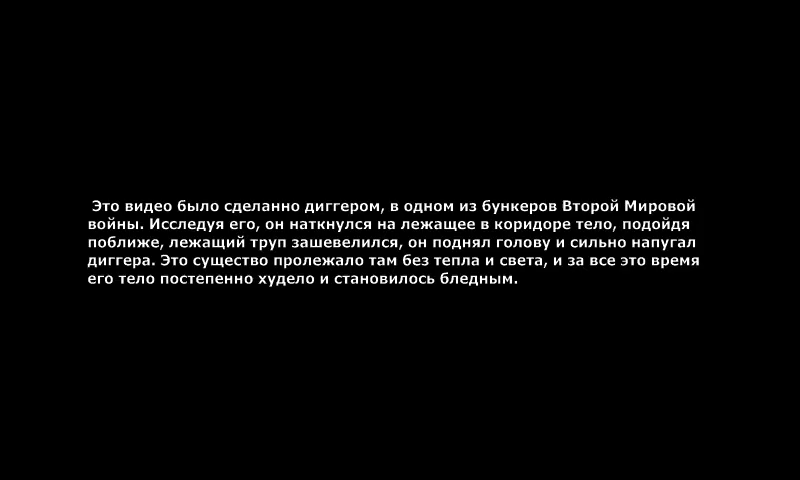 Это видео было сделанно диггером, в одном из бункеров Второй Мировой
войны. Исследуя его, он наткнулся на лежащее в коридоре тело, подойдя
поближе, лежащий труп зашевелился, он поднял голову и сильно напугал
диггера. Это существо пролежало там без тепла и света, и за все это время
его тело постепенно худело и становилось бледным.